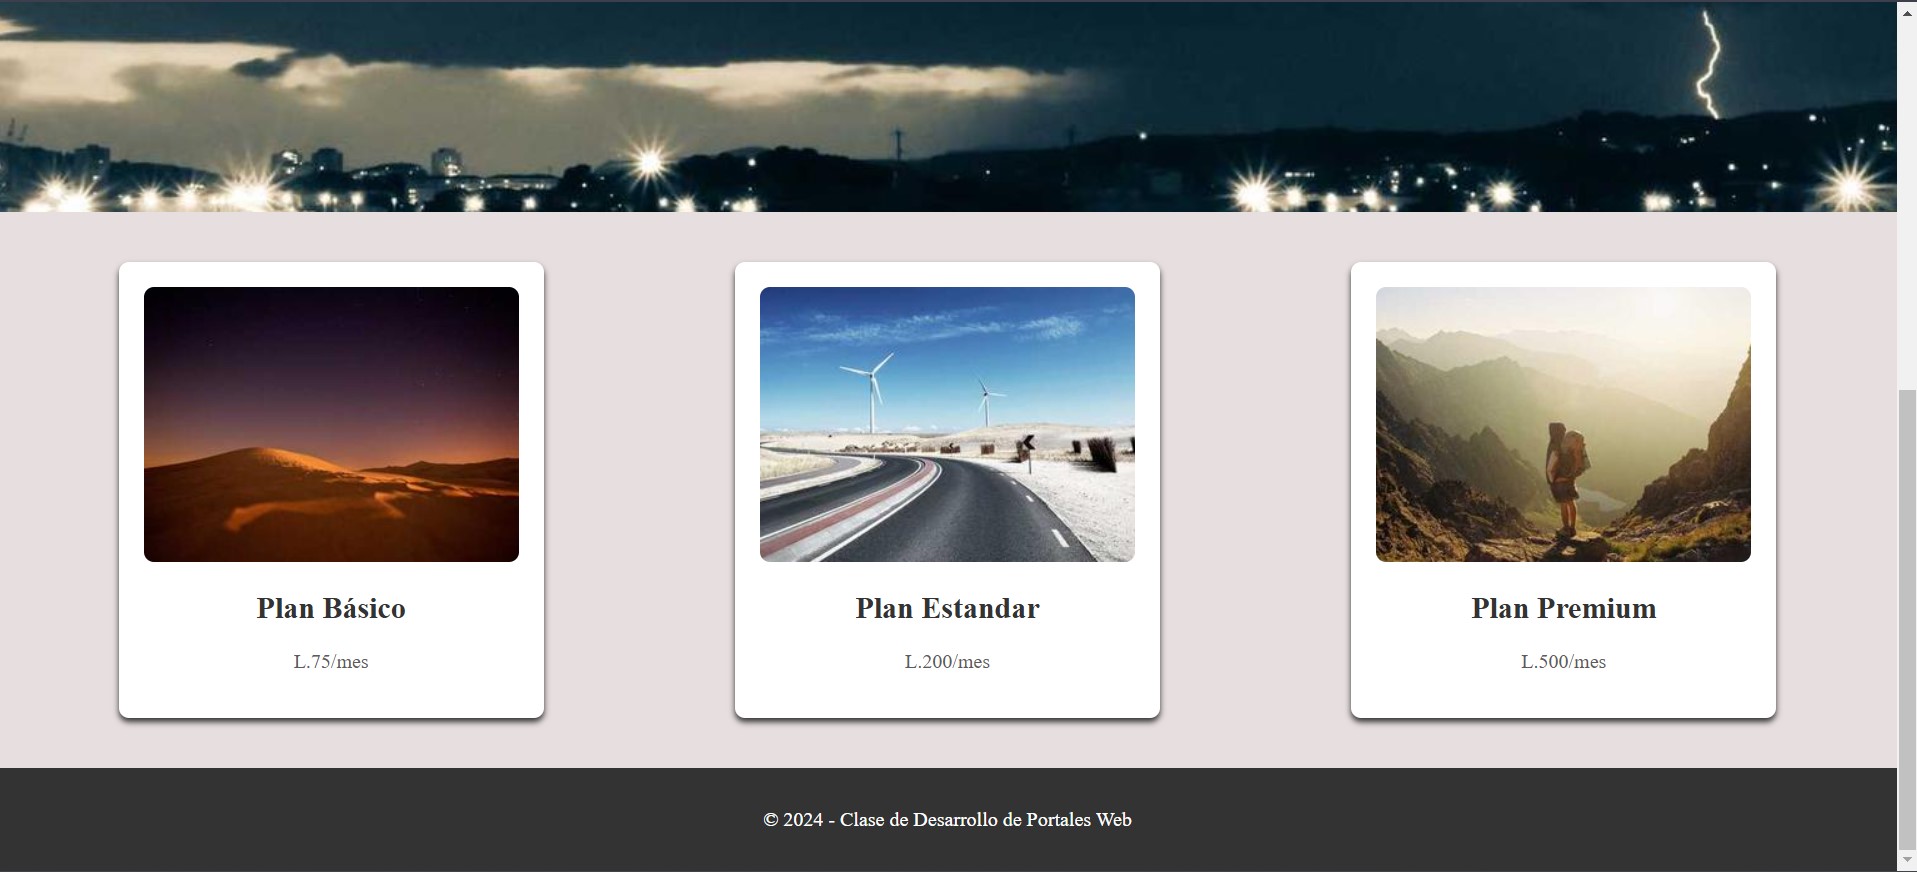 Plan Básico
L.75/mes
Plan Estandar
L.200/mes
Plan Premium
L.500/mes
© 2024 - Clase de Desarrollo de Portales Web